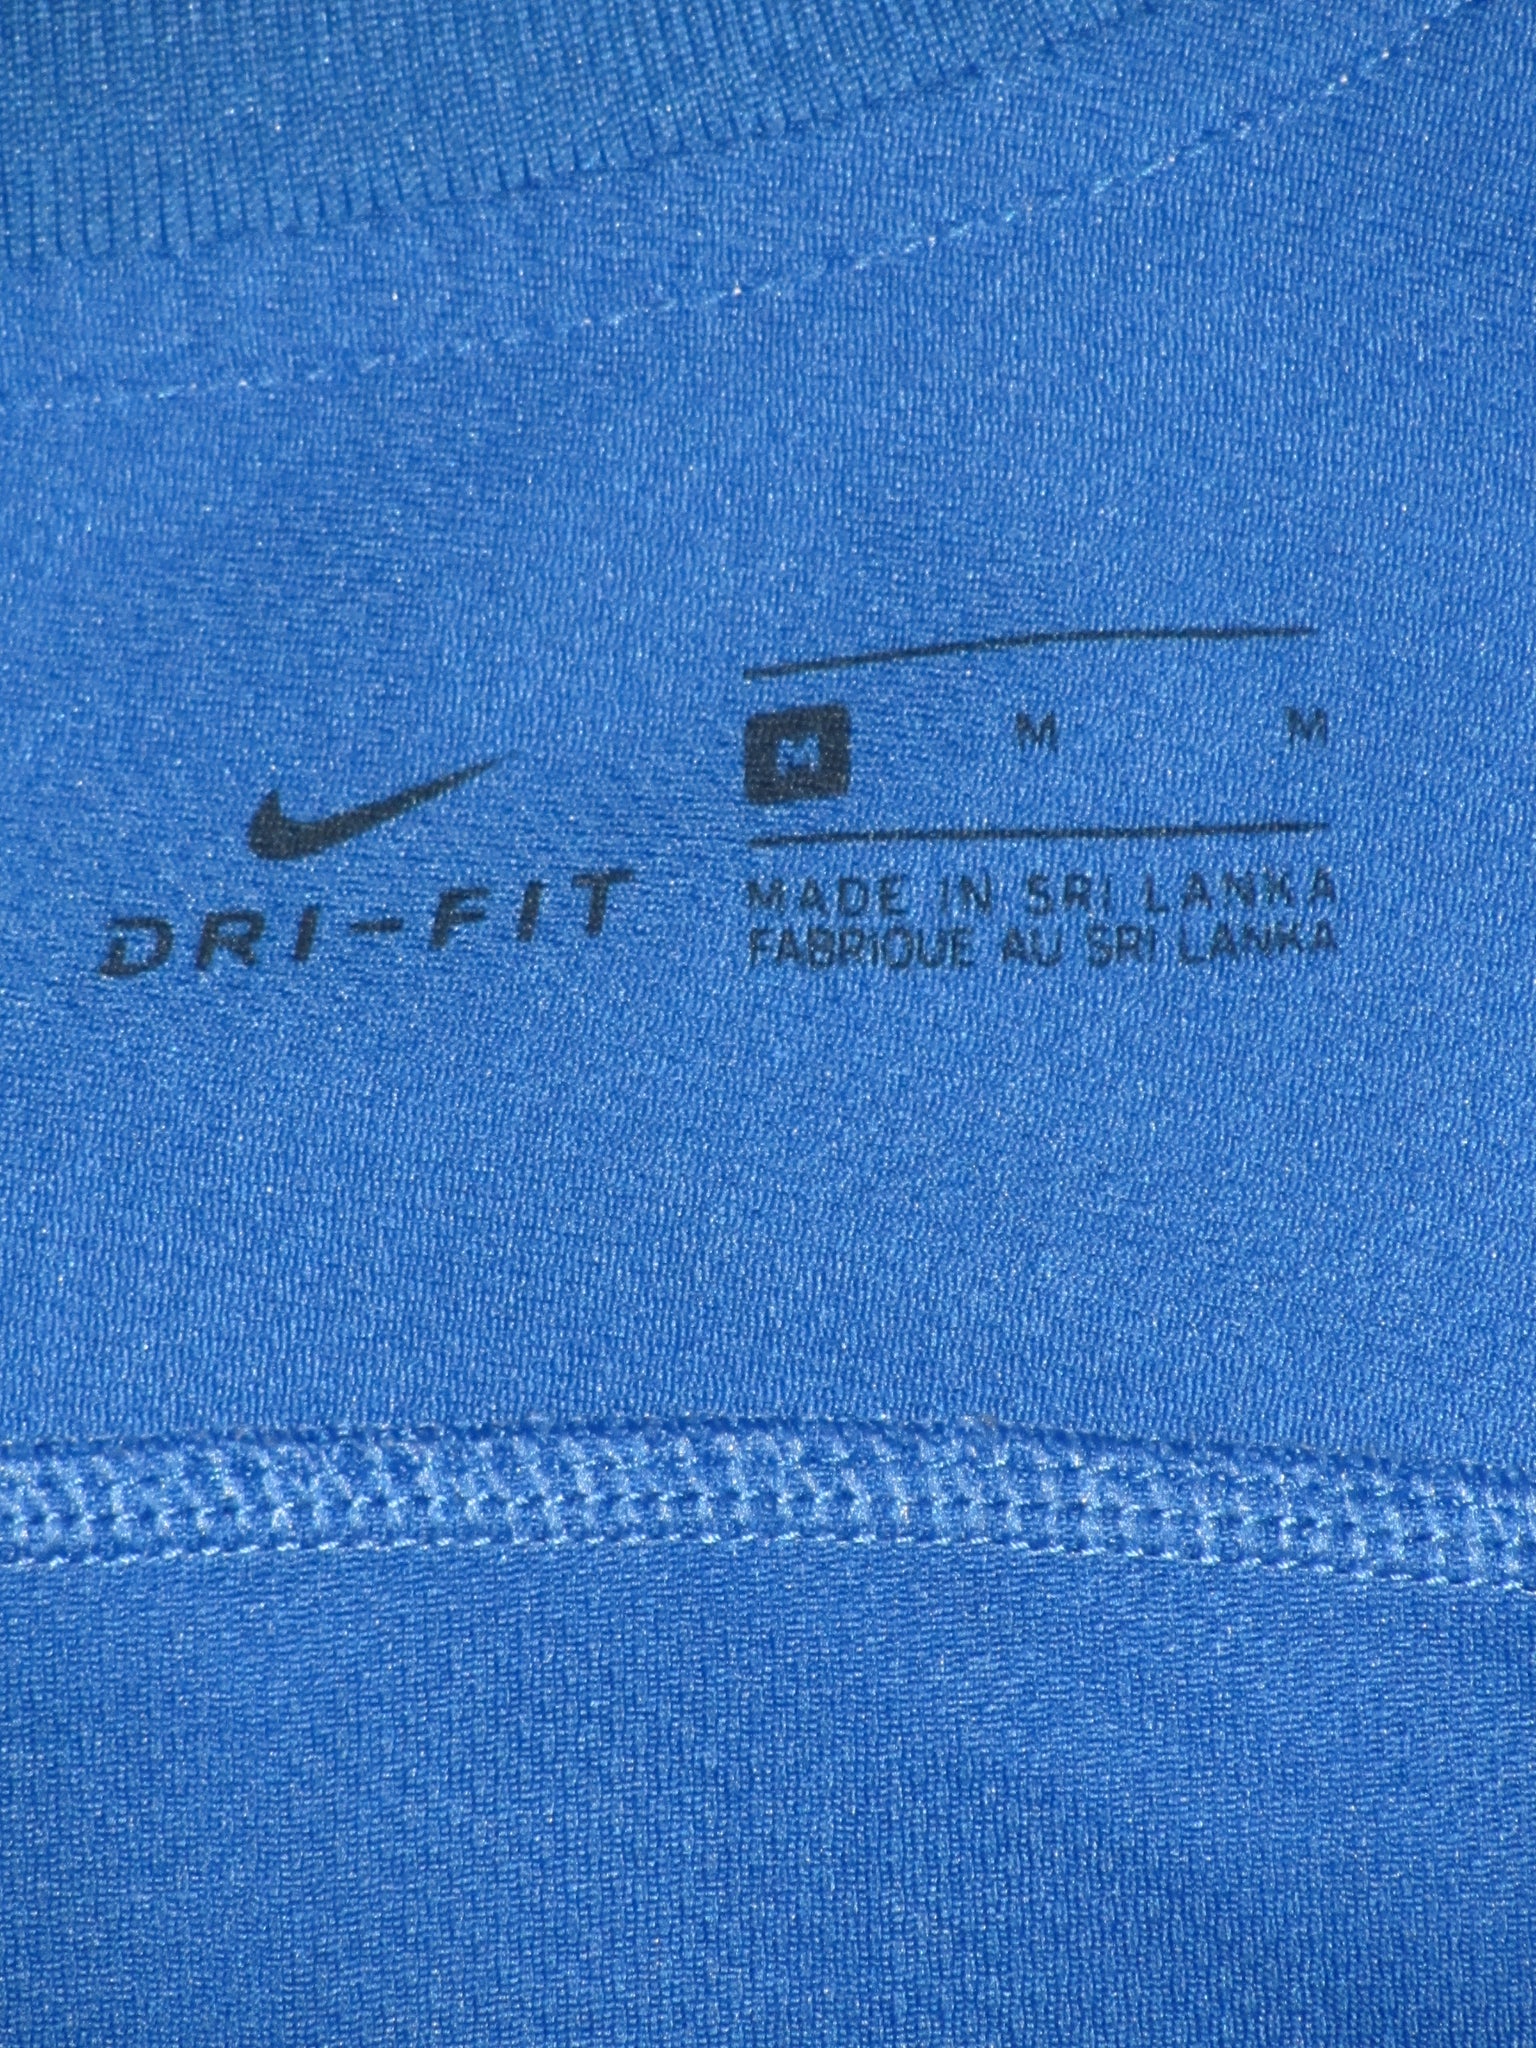 M M M
DRI-FIT
MADE IN SRI LANKA
FABRIQUE AU SRI LANKA